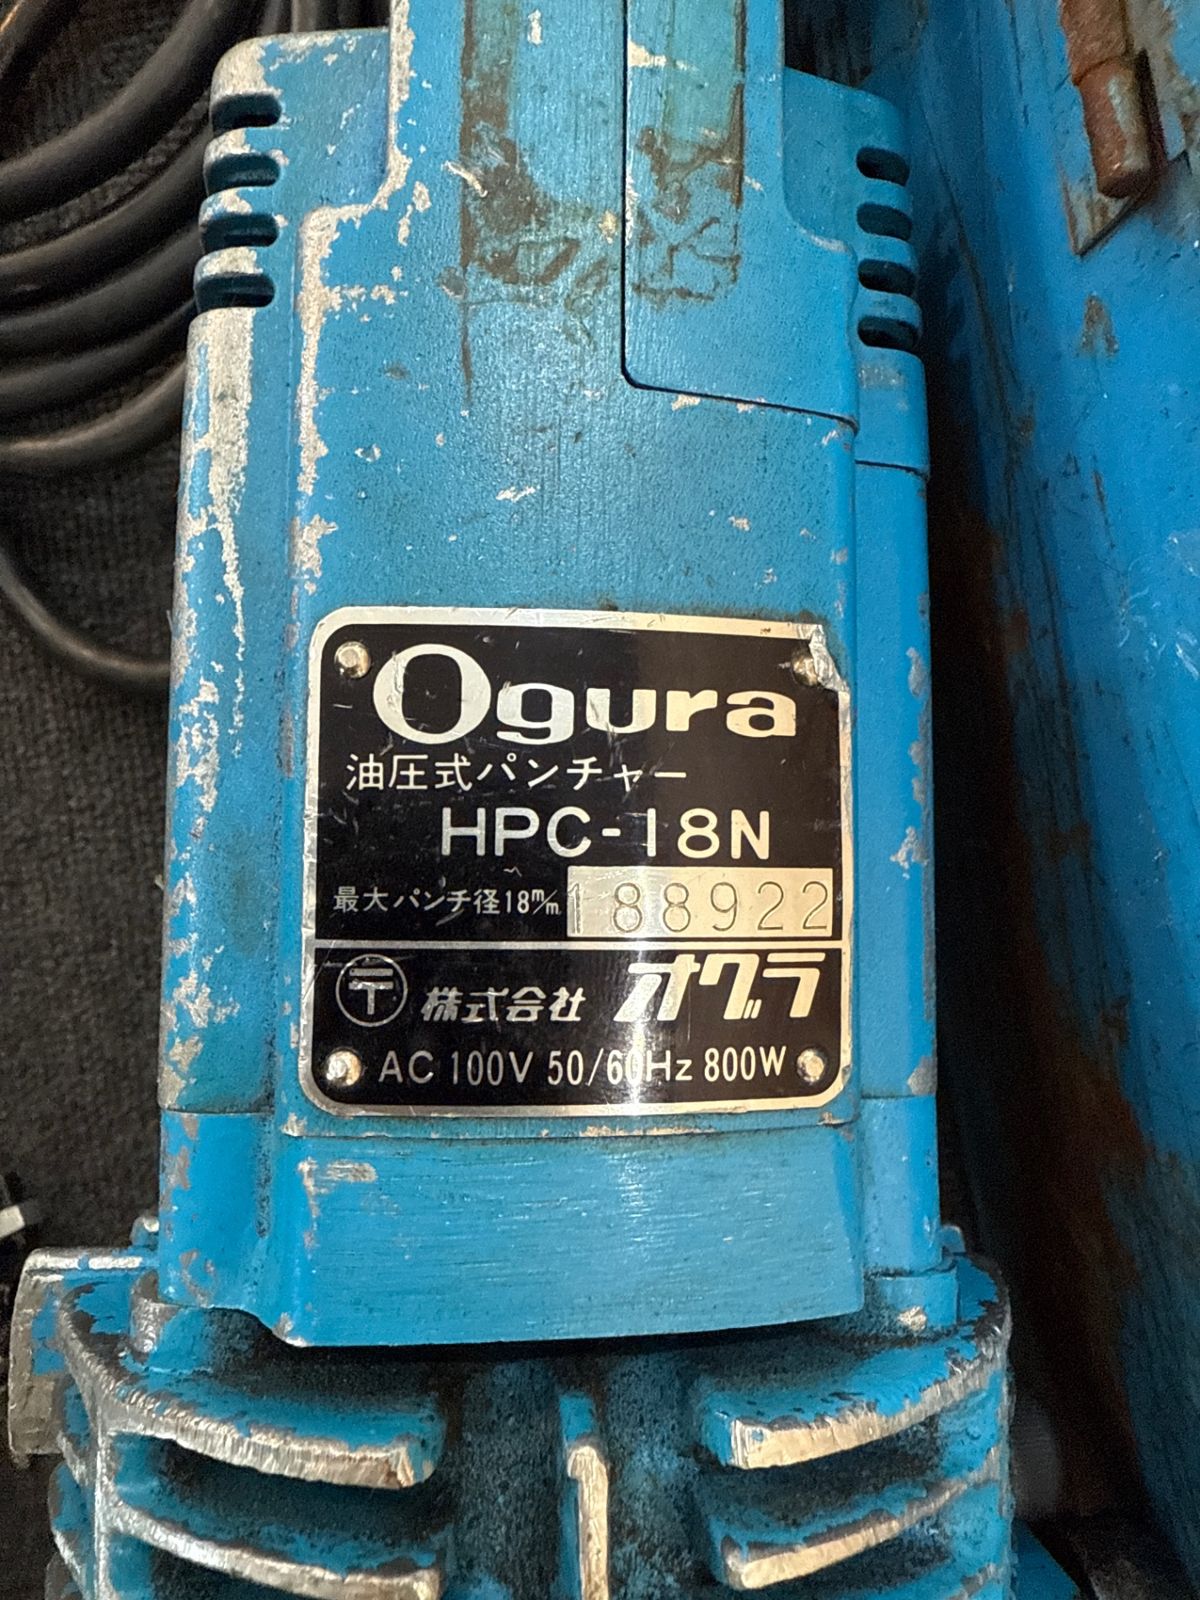 Ogura
油圧式パンチャー
HPC-18N
最大パンチ径18m/m 188922
〒 株式会社 オグラ
AC 100V 50/60Hz 800W